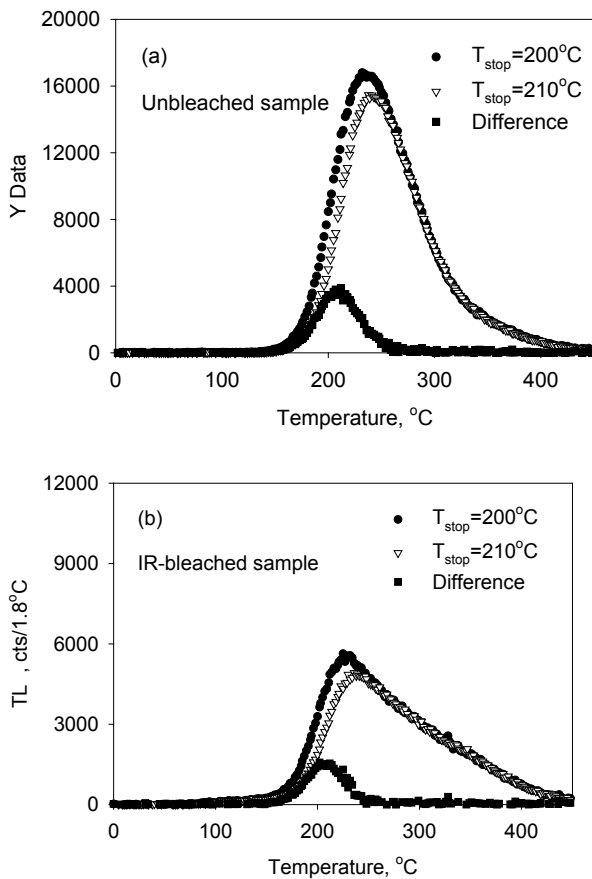 20000
(a)
T_stop=200°C
16000
T_stop=210°C
Unbleached sample
Difference
12000
Y Data
8000
4000
0
0 100 200 300 400
Temperature, °C
12000
(b)
T_stop=200°C
T_stop=210°C
IR-bleached sample
Difference
9000
TL , cts/1.8°C
6000
3000
0
0 100 200 300 400
Temperature, °C